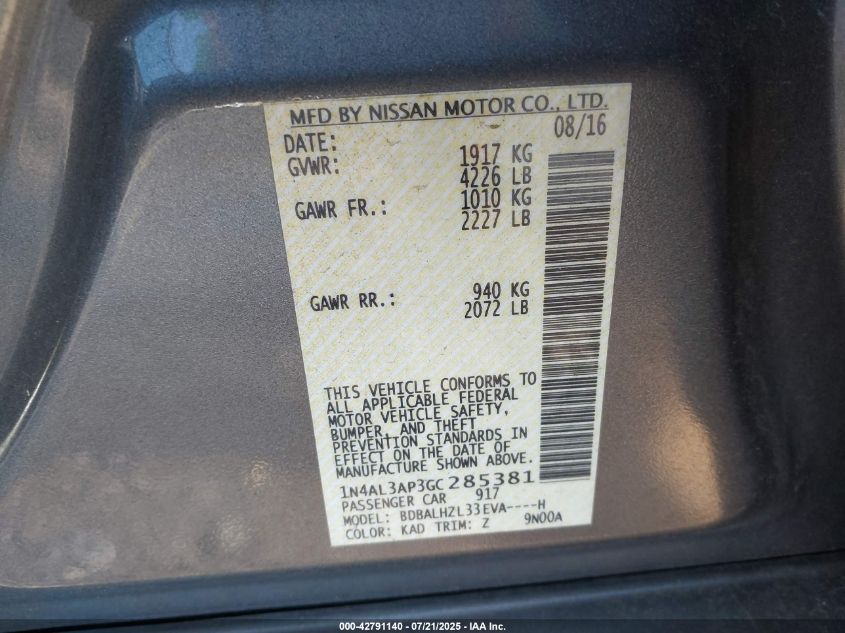 MFD BY NISSAN MOTOR CO., LTD.
DATE: 08/16
GVWR: 1917 KG
4226 LB
GAWR FR.: 1010 KG
2227 LB
GAWR RR.: 940 KG
2072 LB
THIS VEHICLE CONFORMS TO
ALL APPLICABLE FEDERAL
MOTOR VEHICLE SAFETY,
BUMPER, AND THEFT
PREVENTION STANDARDS IN
EFFECT ON THE DATE OF
MANUFACTURE SHOWN ABOVE.
1N4AL3AP3GC285381
PASSENGER CAR 917
MODEL: BDBALHZL33EVA----H
COLOR: KAD TRIM: Z 9N00A
000-42791140 - 07/21/2025 - IAA Inc.